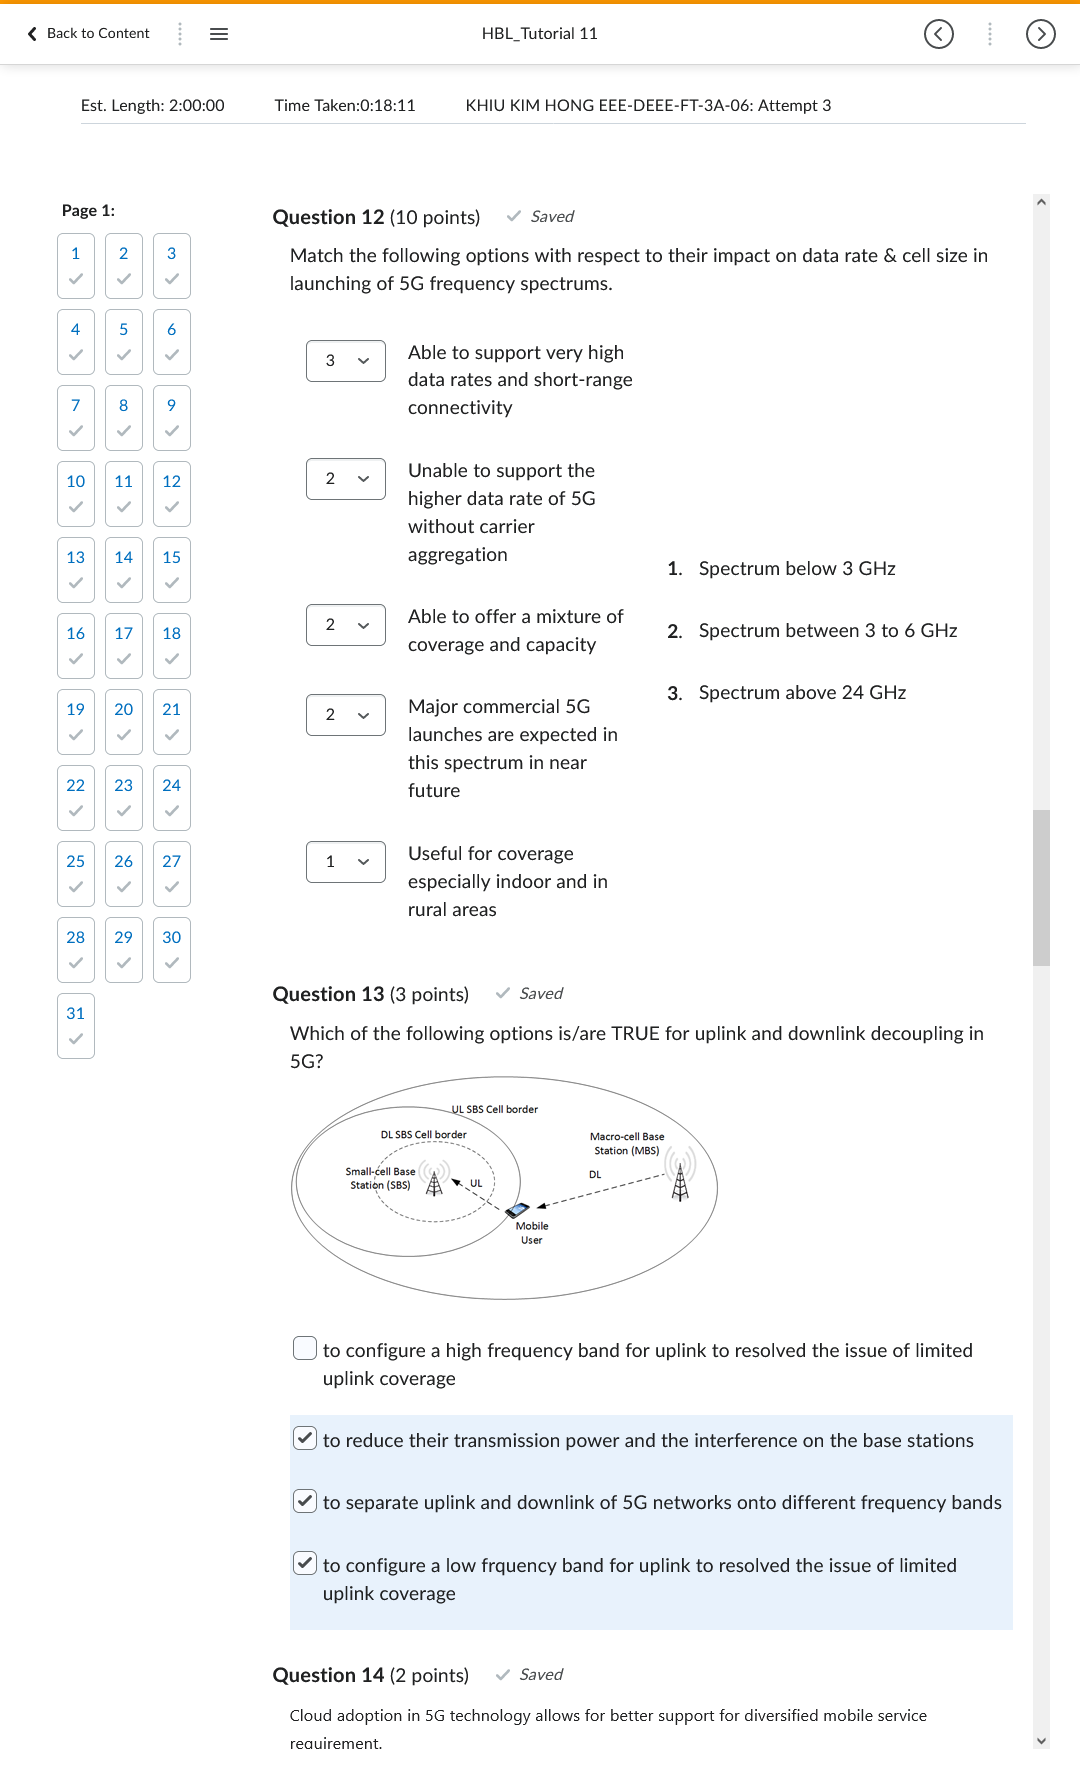 Back to Content
HBL_Tutorial 11
Est. Length: 2:00:00 Time Taken:0:18:11 KHIU KIM HONG EEE-DEEE-FT-3A-06: Attempt 3
Page 1:
1 2 3
4 5 6
7 8 9
10 11 12
13 14 15
16 17 18
19 20 21
22 23 24
25 26 27
28 29 30
31
Question 12 (10 points) Saved
Match the following options with respect to their impact on data rate & cell size in
launching of 5G frequency spectrums.
3 Able to support very high
data rates and short-range
connectivity
2 Unable to support the
higher data rate of 5G
without carrier
aggregation
2 Able to offer a mixture of
coverage and capacity
2 Major commercial 5G
launches are expected in
this spectrum in near
future
1 Useful for coverage
especially indoor and in
rural areas
1. Spectrum below 3 GHz
2. Spectrum between 3 to 6 GHz
3. Spectrum above 24 GHz
Question 13 (3 points) Saved
Which of the following options is/are TRUE for uplink and downlink decoupling in
5G?
UL SBS Cell border
DL SBS Cell border
Small-cell Base
Station (SBS)
UL
Macro-cell Base
Station (MBS)
DL
Mobile
User
to configure a high frequency band for uplink to resolved the issue of limited
uplink coverage
to reduce their transmission power and the interference on the base stations
to separate uplink and downlink of 5G networks onto different frequency bands
to configure a low frquency band for uplink to resolved the issue of limited
uplink coverage
Question 14 (2 points) Saved
Cloud adoption in 5G technology allows for better support for diversified mobile service
requirement.